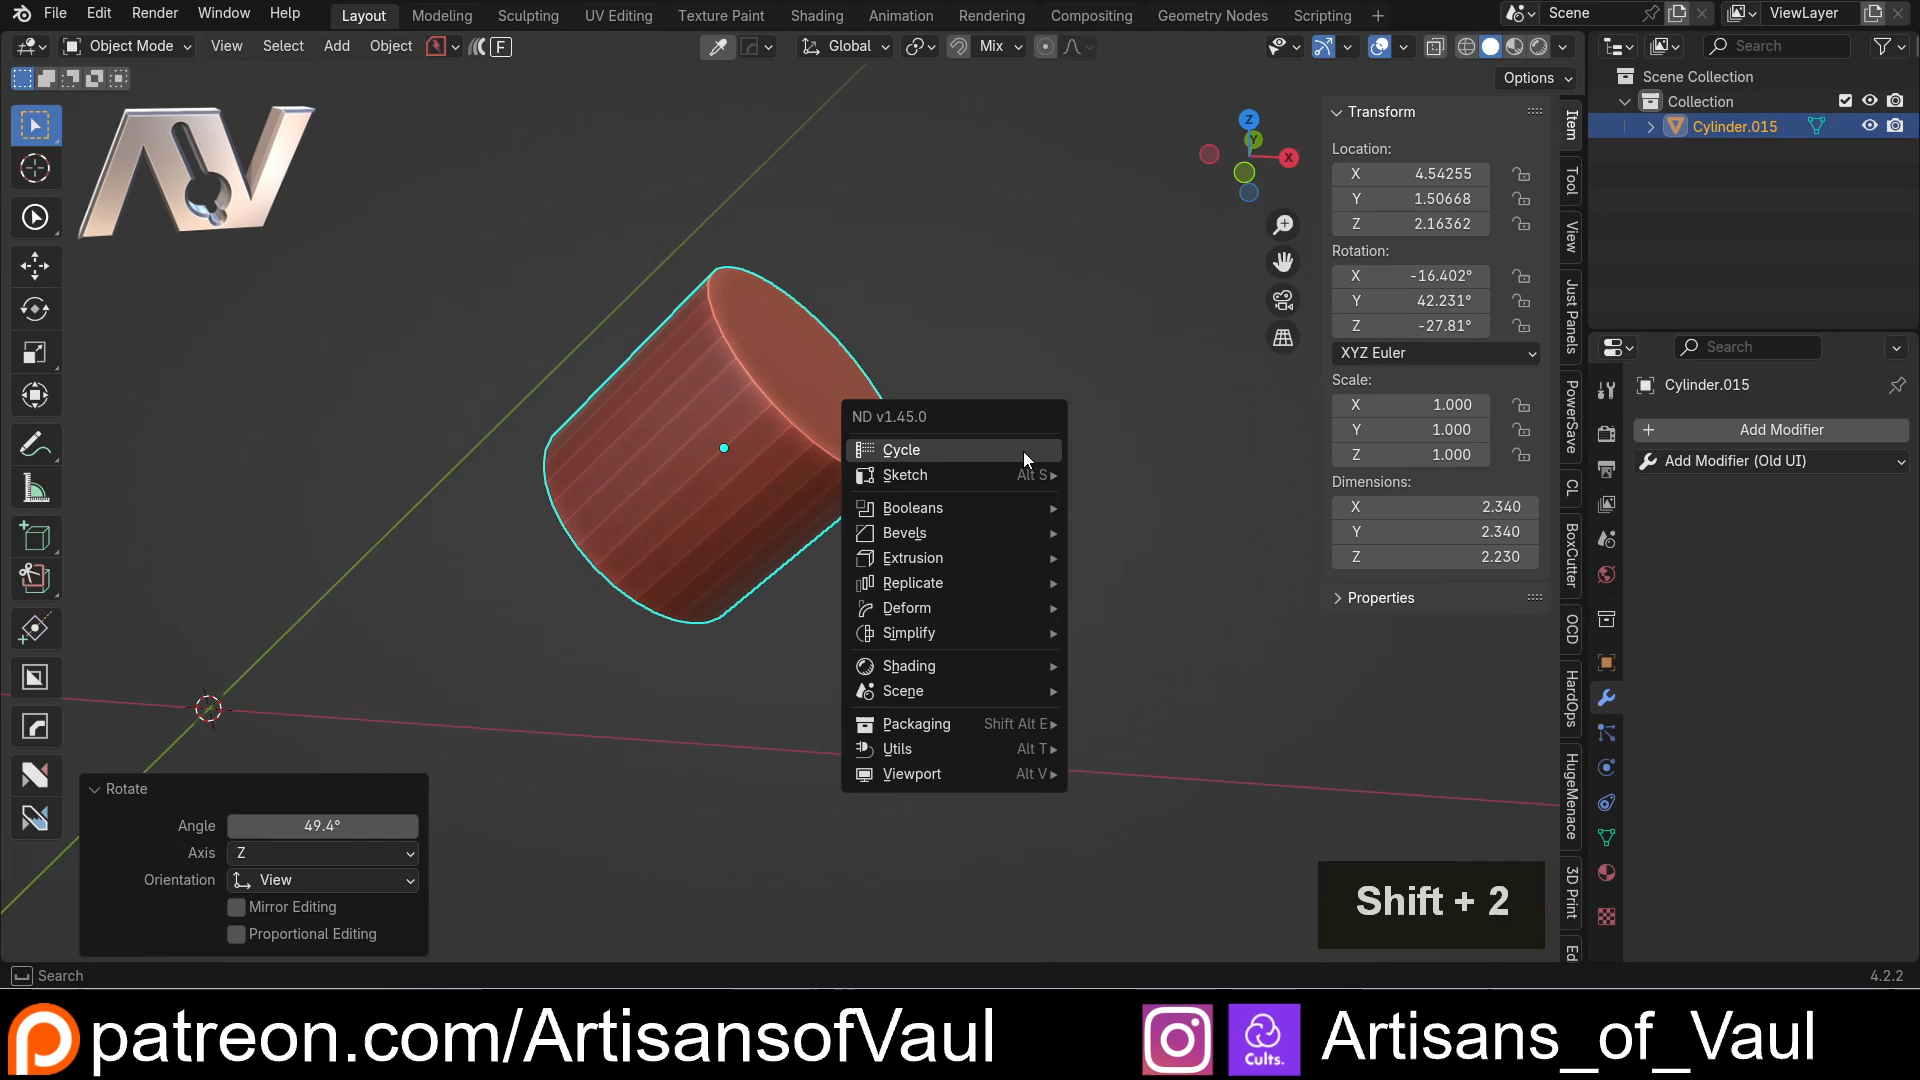 File Edit Render Window Help Layout Modeling Sculpting UV Editing Texture Paint Shading Animation Rendering Compositing Geometry Nodes Scripting + Scene ViewLayer
Object Mode View Select Add Object F Global Mix Search
Options
Scene Collection
Collection
Cylinder.015
AV
Z
Y
X
Transform
Location:
X 4.54255
Y 1.50668
Z 2.16362
Rotation:
X -16.402°
Y 42.231°
Z -27.81°
XYZ Euler
Scale:
X 1.000
Y 1.000
Z 1.000
Dimensions:
X 2.340
Y 2.340
Z 2.230
Properties
Item
Tool
View
Just Panels
PowerSave
CL
BoxCutter
OCD
HardOps
HugeMenace
3D Print
Ed
Search
Cylinder.015
Add Modifier
Add Modifier (Old UI)
ND v1.45.0
Cycle
Sketch Alt S
Booleans
Bevels
Extrusion
Replicate
Deform
Simplify
Shading
Scene
Packaging Shift Alt E
Utils Alt T
Viewport Alt V
Rotate
Angle 49.4°
Axis Z
Orientation View
Mirror Editing
Proportional Editing
Shift + 2
Search
4.2.2
patreon.com/ArtisansofVaul
Cults.
Artisans_of_Vaul